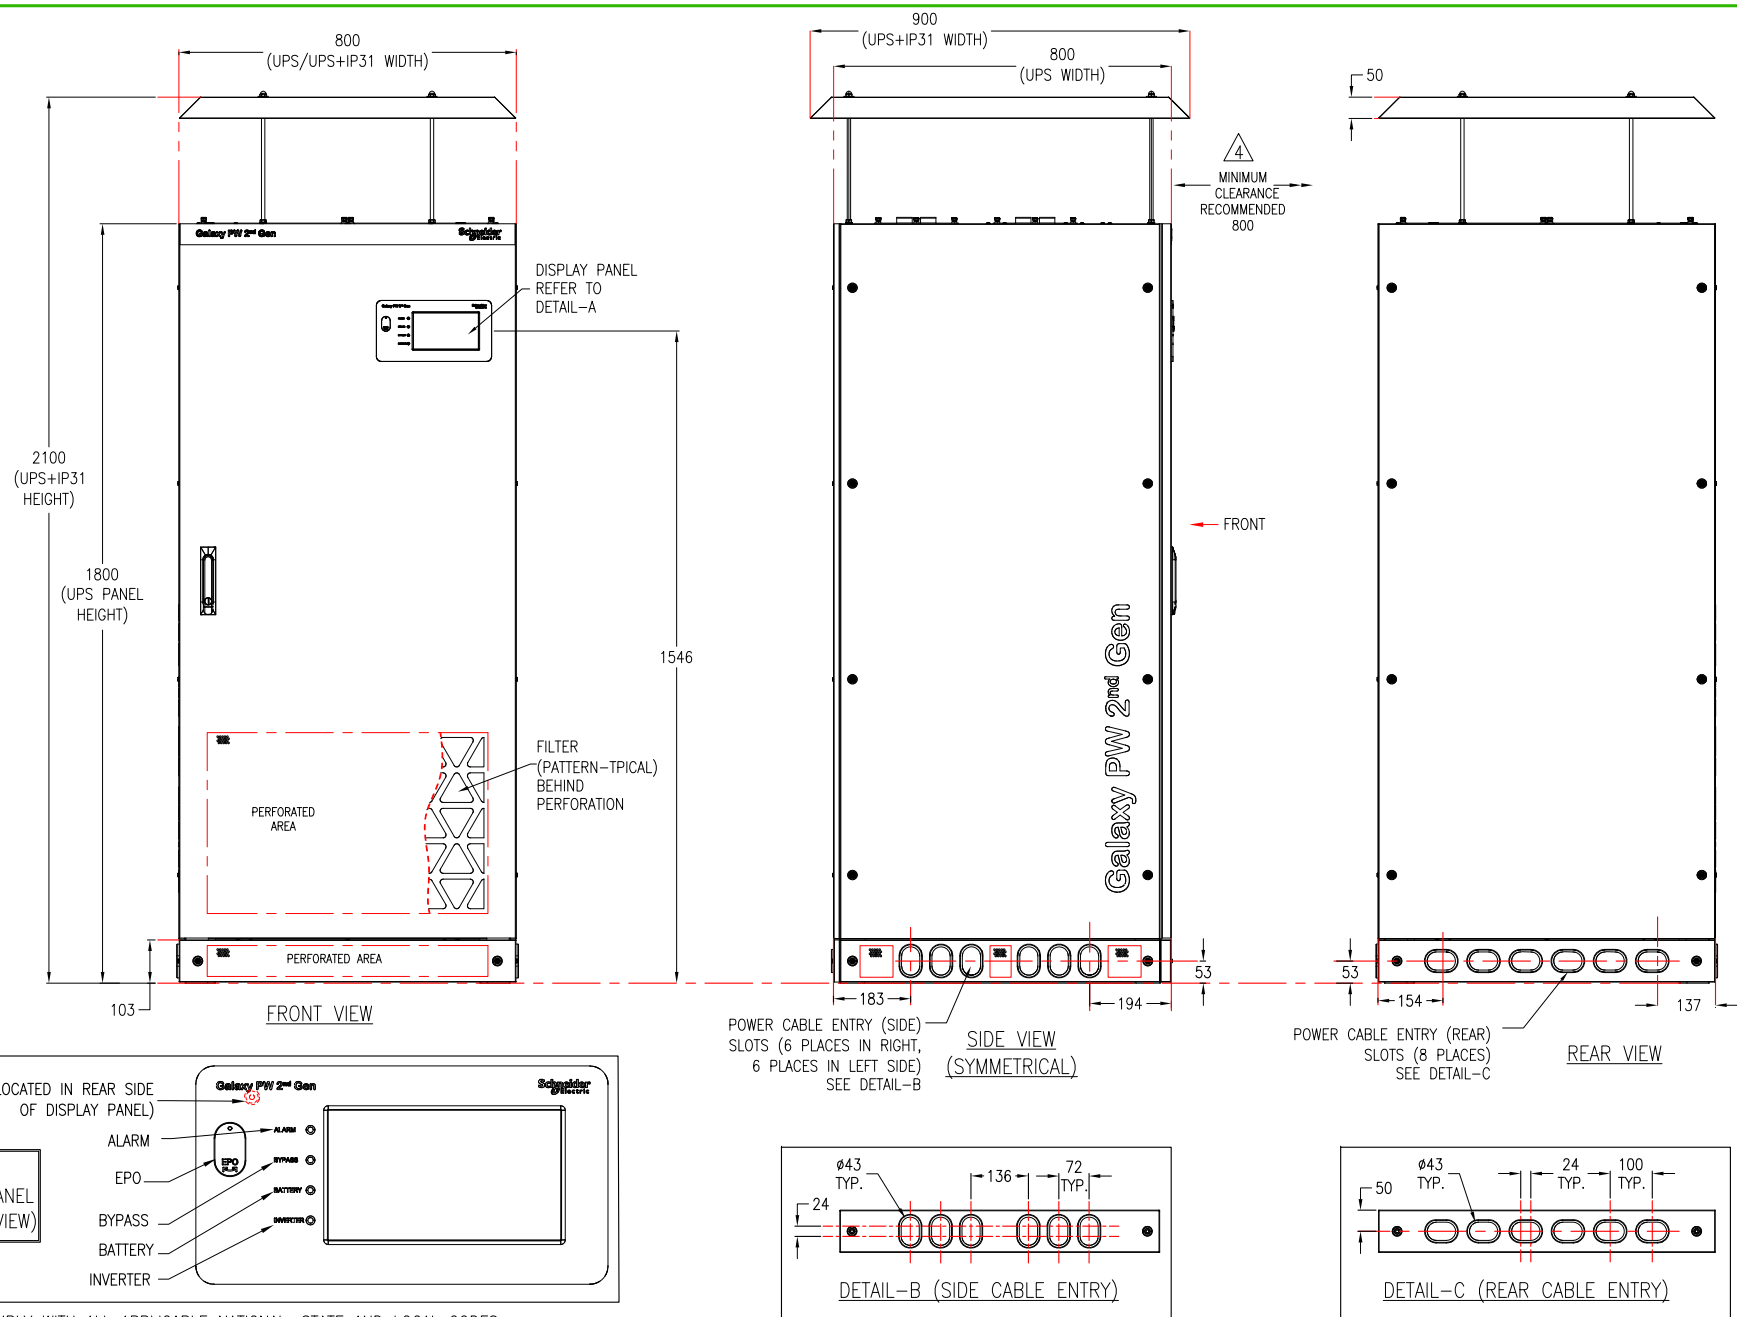 800
(UPS/UPS+IP31 WIDTH)
900
(UPS+IP31 WIDTH)
800
(UPS WIDTH)
50
4
MINIMUM
CLEARANCE
RECOMMENDED
800
Galaxy PW 2nd Gen
Schneider
Electric
DISPLAY PANEL
REFER TO
DETAIL-A
2100
(UPS+IP31
HEIGHT)
1800
(UPS PANEL
HEIGHT)
1546
FRONT
Galaxy PW 2nd Gen
FILTER
(PATTERN-TPICAL)
BEHIND
PERFORATION
PERFORATED
AREA
PERFORATED AREA
103
FRONT VIEW
183
194
53
POWER CABLE ENTRY (SIDE)
SLOTS (6 PLACES IN RIGHT,
6 PLACES IN LEFT SIDE)
SEE DETAIL-B
SIDE VIEW
(SYMMETRICAL)
53
154
137
POWER CABLE ENTRY (REAR)
SLOTS (8 PLACES)
SEE DETAIL-C
REAR VIEW
LOCATED IN REAR SIDE
OF DISPLAY PANEL)
ALARM
EPO
BYPASS
BATTERY
INVERTER
Galaxy PW 2nd Gen
Schneider
Electric
ALARM
EPO
BYPASS
BATTERY
INVERTER
ANEL
VIEW)
ø43
TYP.
136
72
TYP.
24
DETAIL-B (SIDE CABLE ENTRY)
ø43
TYP.
24
TYP.
100
TYP.
50
DETAIL-C (REAR CABLE ENTRY)